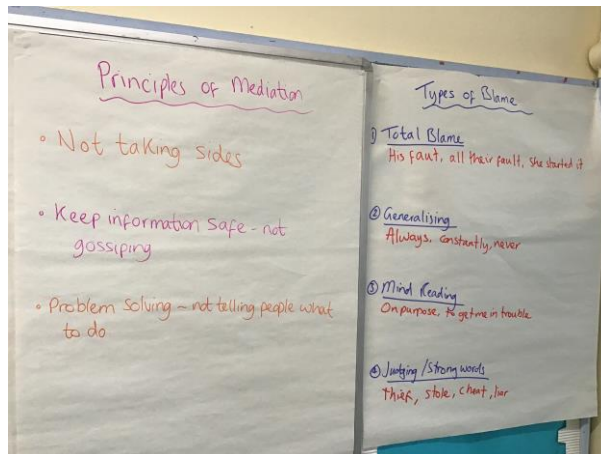 Principles of Mediation
• Not taking sides
• Keep information safe - not
gossiping
• Problem Solving - not telling people what
to do
Types of Blame
1) Total Blame
His faut, all their fault, she started it
② Generalising
Always, constantly, never
③ Mind Reading
On purpose, to get me in trouble
④ Judging / Strong words
thief, stole, cheat, liar